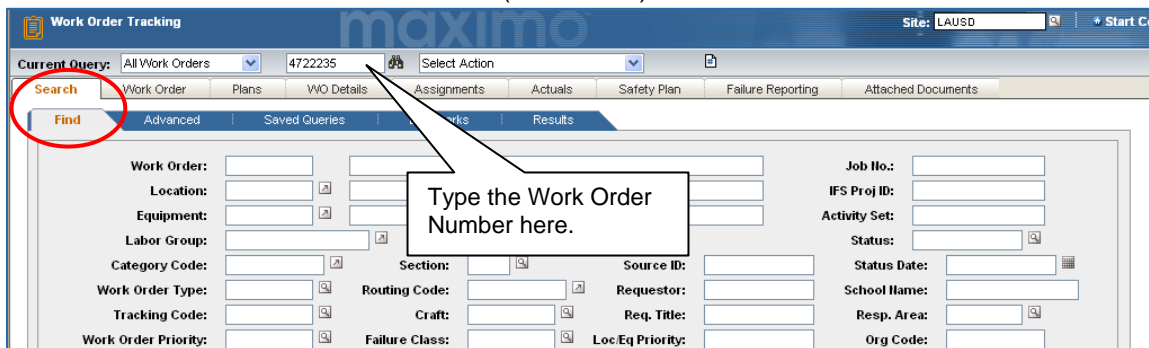 Work Order Tracking
maximo
Site: LAUSD
Start
Current Query: All Work Orders 4722235 Select Action
Search Work Order Plans WO Details Assignments Actuals Safety Plan Failure Reporting Attached Documents
Find Advanced Saved Queries Results
Work Order: Job No.:
Location: IFS Proj ID:
Equipment: Activity Set:
Type the Work Order
Number here.
Labor Group: Status:
Category Code: Section: Source ID: Status Date:
Work Order Type: Routing Code: Requestor: School Name:
Tracking Code: Craft: Req. Title: Resp. Area:
Work Order Priority: Failure Class: Loc/Eq Priority: Org Code: